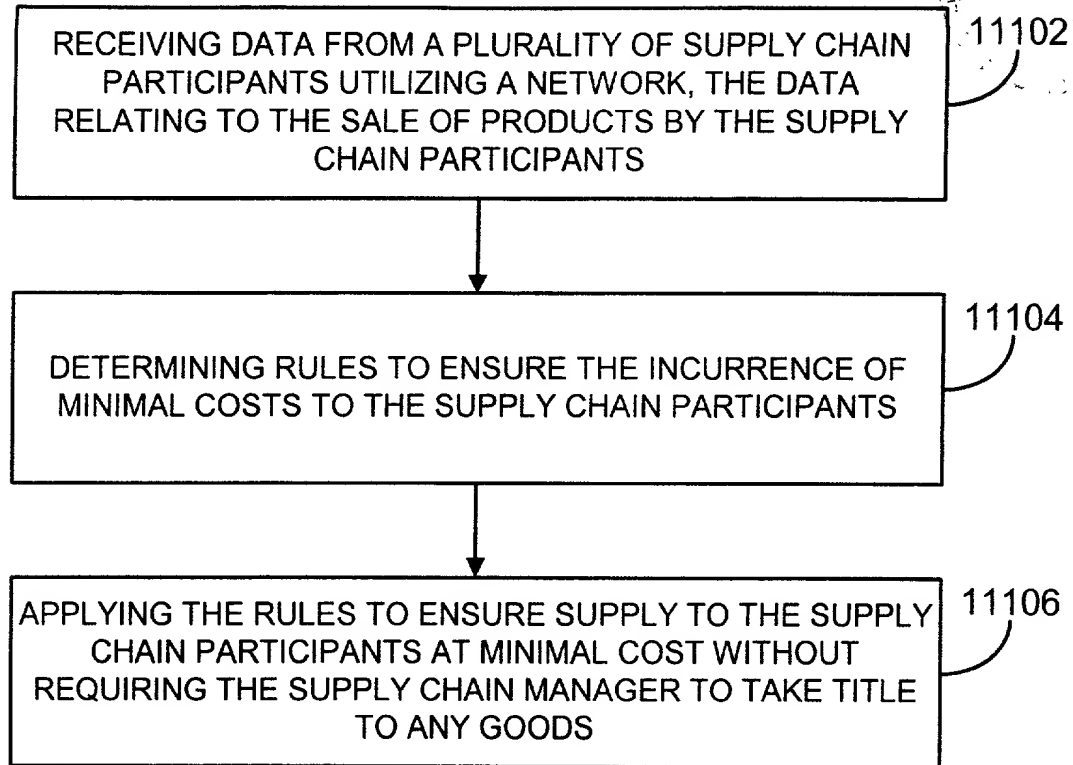 RECEIVING DATA FROM A PLURALITY OF SUPPLY CHAIN
PARTICIPANTS UTILIZING A NETWORK, THE DATA
RELATING TO THE SALE OF PRODUCTS BY THE SUPPLY
CHAIN PARTICIPANTS
11102
DETERMINING RULES TO ENSURE THE INCURRENCE OF
MINIMAL COSTS TO THE SUPPLY CHAIN PARTICIPANTS
11104
APPLYING THE RULES TO ENSURE SUPPLY TO THE SUPPLY
CHAIN PARTICIPANTS AT MINIMAL COST WITHOUT
REQUIRING THE SUPPLY CHAIN MANAGER TO TAKE TITLE
TO ANY GOODS
11106